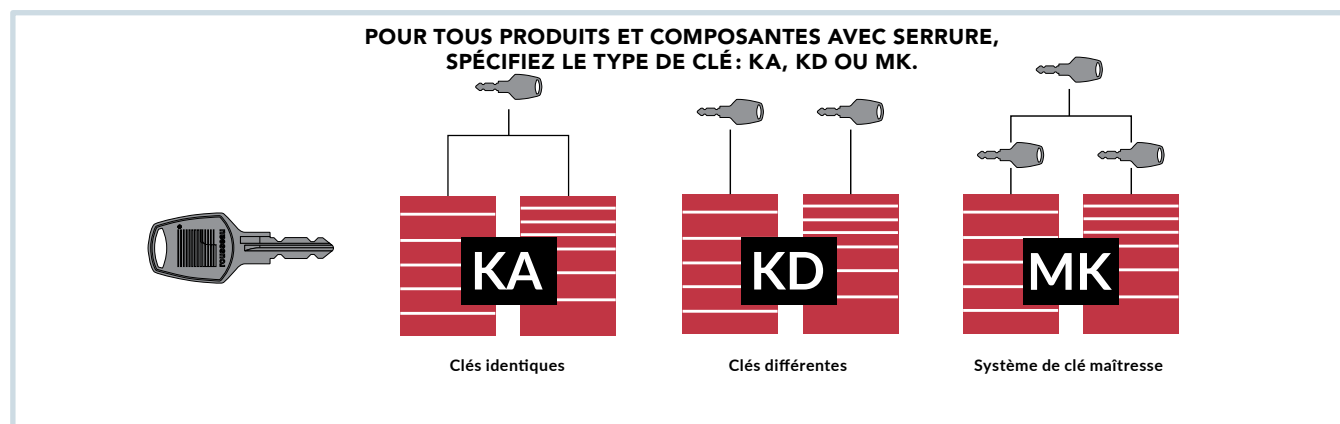 POUR TOUS PRODUITS ET COMPOSANTES AVEC SERRURE,
SPÉCIFIEZ LE TYPE DE CLÉ : KA, KD OU MK.
rousseau
KA
KD
MK
Clés identiques
Clés différentes
Système de clé maîtresse